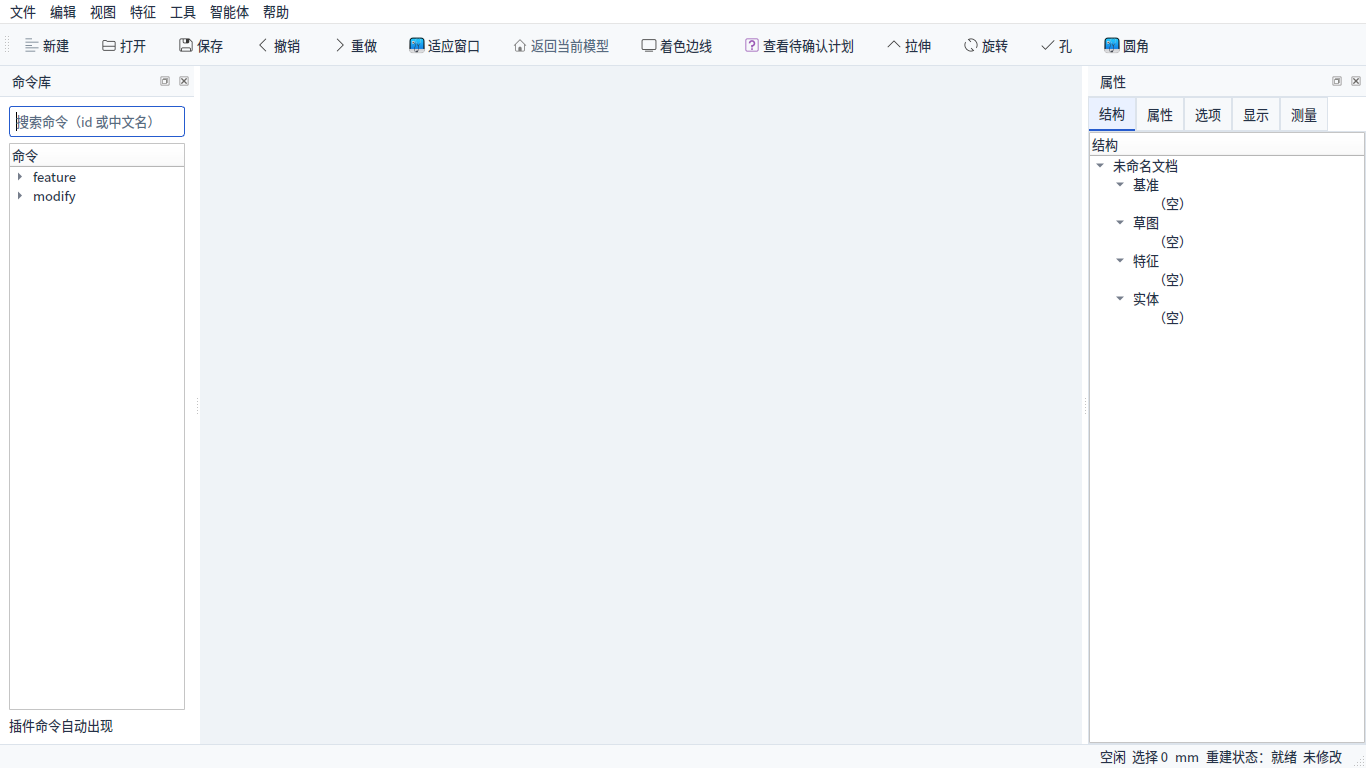 文件 编辑 视图 特征 工具 智能体 帮助
新建 打开 保存 撤销 重做 适应窗口 返回当前模型 着色边线 查看待确认计划 拉伸 旋转 孔 圆角
命令库
搜索命令（id 或中文名）
命令
feature
modify
插件命令自动出现
属性
结构 属性 选项 显示 测量
结构
未命名文档
基准
（空）
草图
（空）
特征
（空）
实体
（空）
空闲 选择 0 mm 重建状态：就绪 未修改